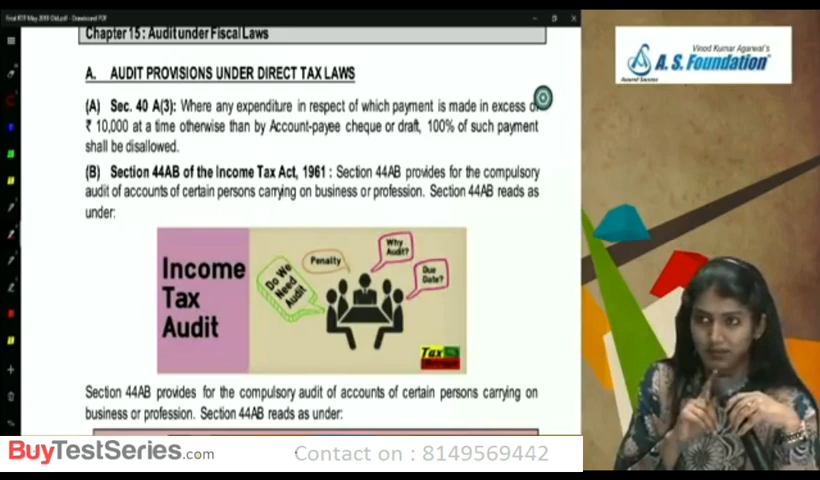 Final RTP May 2019 Old.pdf - Drawboard PDF
Chapter 15 : Audit under Fiscal Laws
A. AUDIT PROVISIONS UNDER DIRECT TAX LAWS
(A) Sec. 40 A(3): Where any expenditure in respect of which payment is made in excess
₹ 10,000 at a time otherwise than by Account-payee cheque or draft, 100% of such payment
shall be disallowed.
(B) Section 44AB of the Income Tax Act, 1961 : Section 44AB provides for the compulsory
audit of accounts of certain persons carrying on business or profession. Section 44AB reads as
under:
Income
Tax
Audit
Do We
Need
Audit
Penalty
Why
Audit?
Due
Date?
Tax
Section 44AB provides for the compulsory audit of accounts of certain persons carrying on
business or profession. Section 44AB reads as under:
Vinod Kumar Agarwal's
A. S. Foundation®
Assured Success
BuyTestSeries.com
Contact on : 8149569442